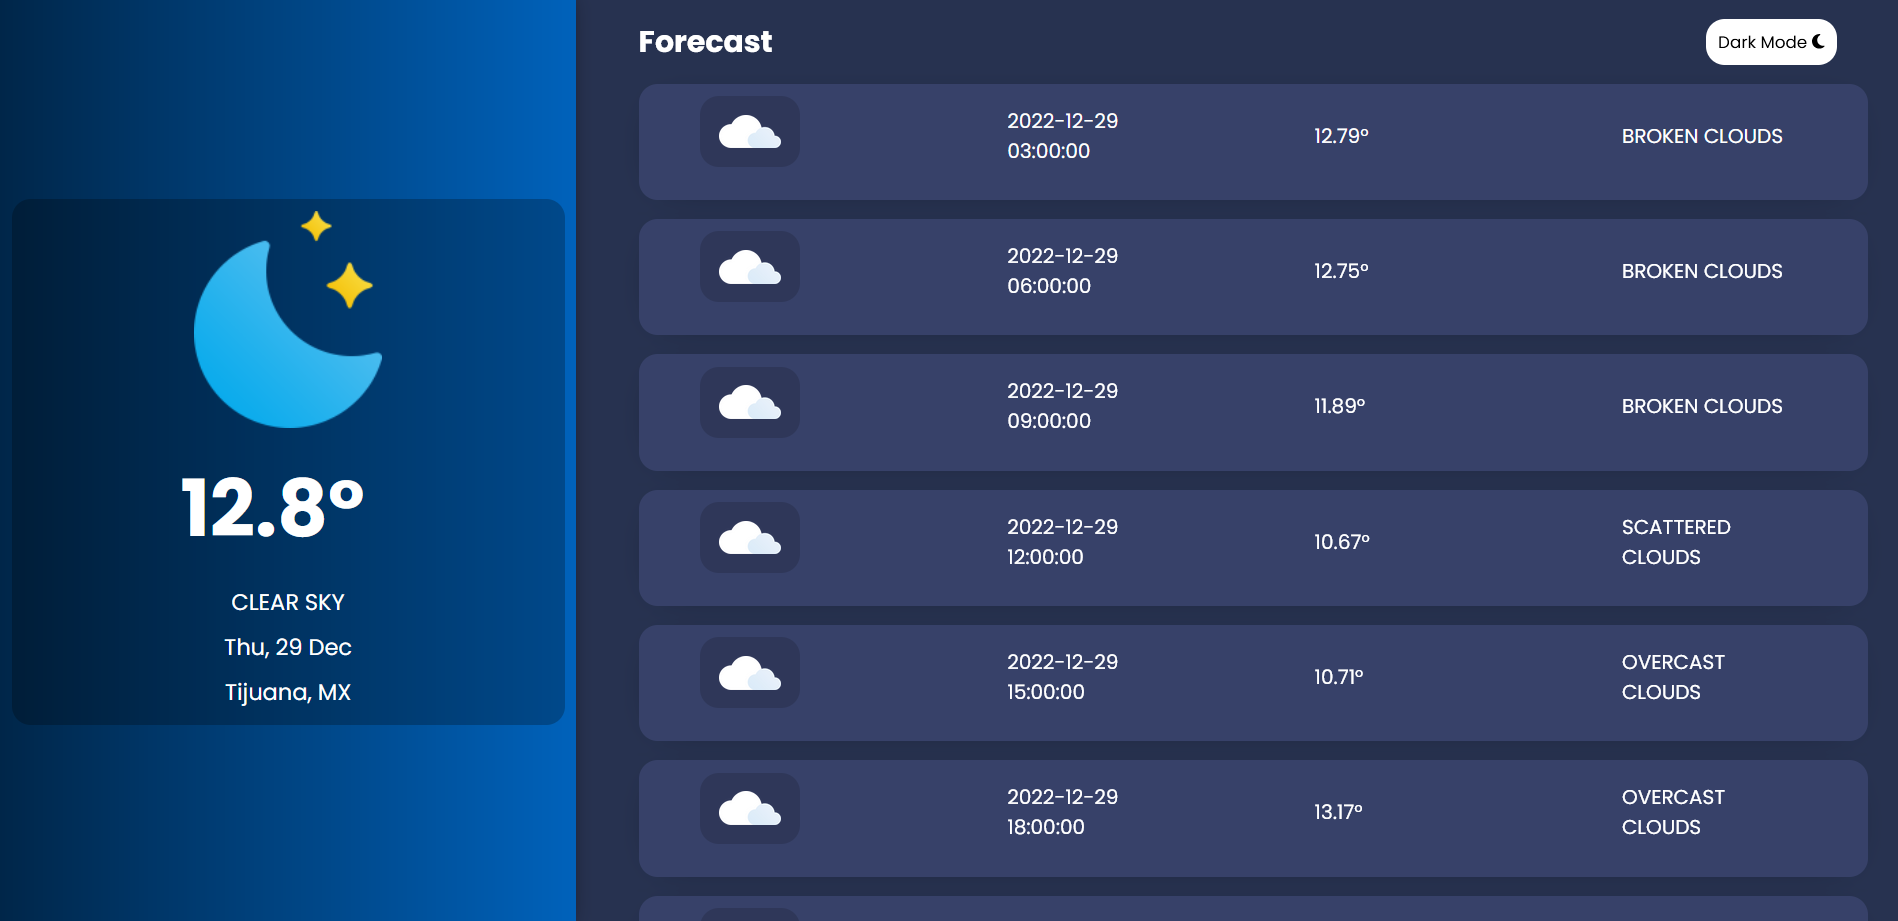 12.8°
CLEAR SKY
Thu, 29 Dec
Tijuana, MX
Forecast
Dark Mode
2022-12-29
03:00:00
12.79°
BROKEN CLOUDS
2022-12-29
06:00:00
12.75°
BROKEN CLOUDS
2022-12-29
09:00:00
11.89°
BROKEN CLOUDS
2022-12-29
12:00:00
10.67°
SCATTERED
CLOUDS
2022-12-29
15:00:00
10.71°
OVERCAST
CLOUDS
2022-12-29
18:00:00
13.17°
OVERCAST
CLOUDS